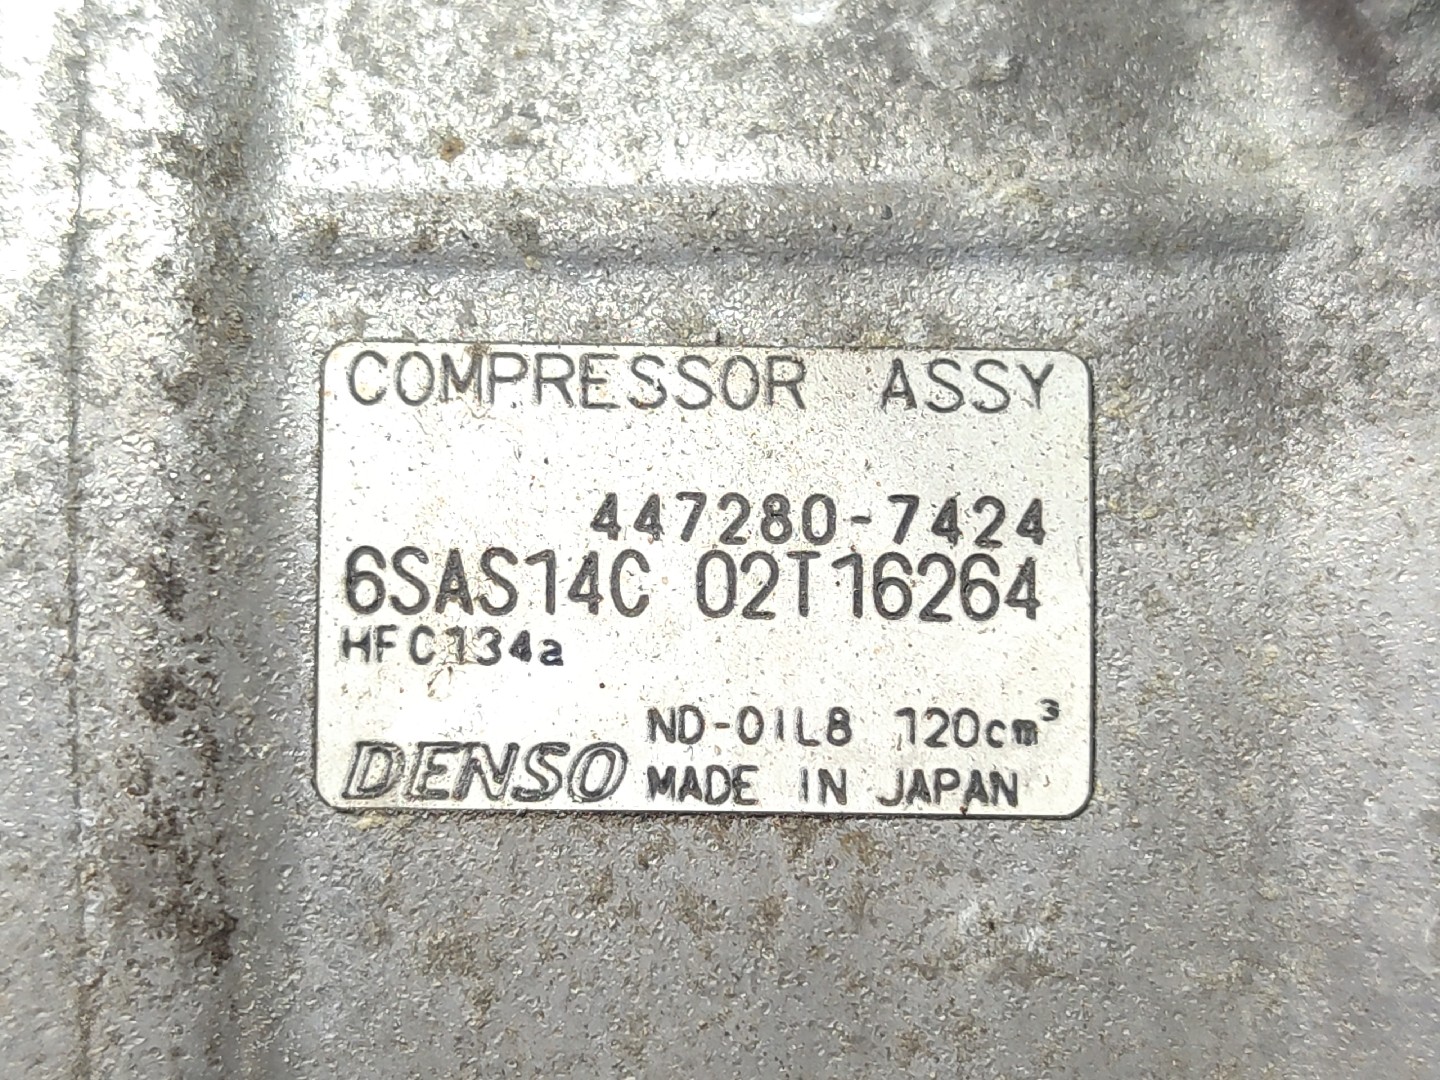 COMPRESSOR ASSY
447280-7424
6SAS14C 02T16264
HFC134a
ND-OIL8 120cm³
DENSO MADE IN JAPAN